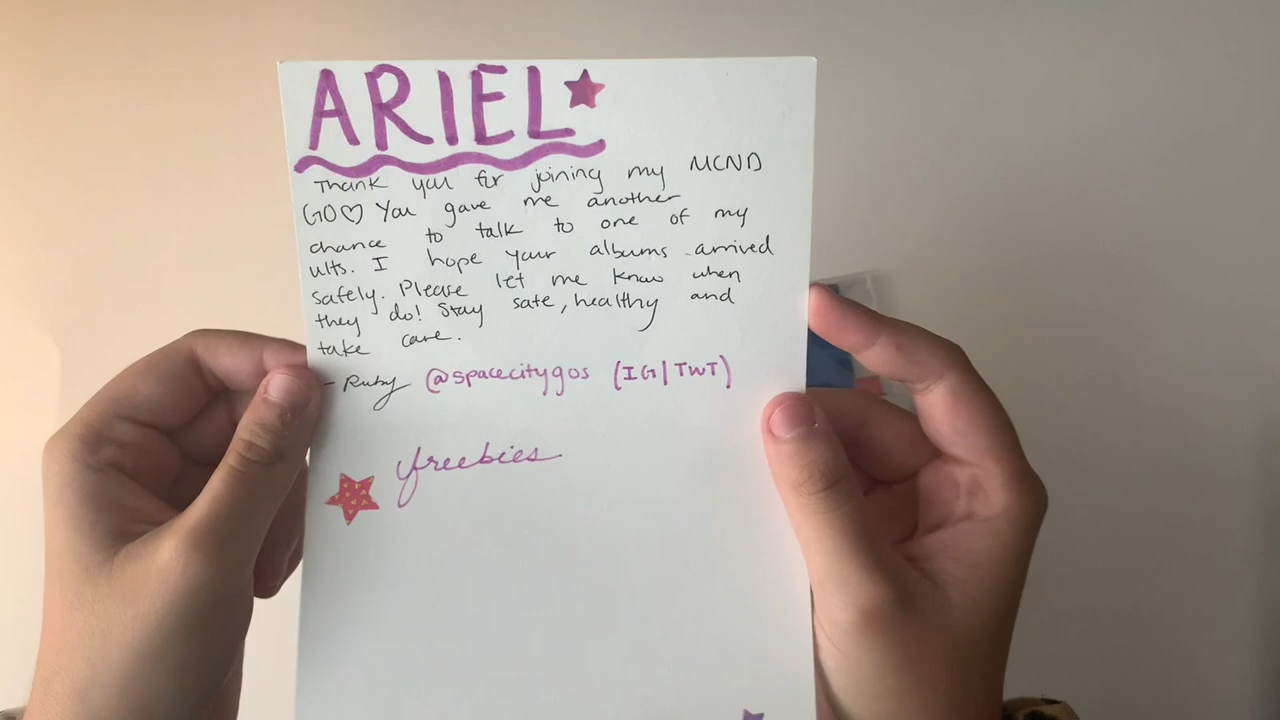 ARIEL
Thank you for joining my MCND
GO♡ You gave me another
chance to talk to one of my
ults. I hope your albums arrived
safely. Please let me know when
they do! Stay safe, healthy and
take care.
- Ruby @spacecitygos (IG|TWT)
freebies